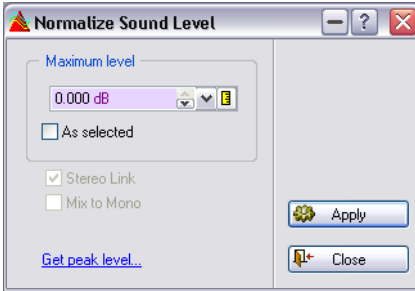 Normalize Sound Level
Maximum level
0.000 dB
As selected
Stereo Link
Mix to Mono
Get peak level...
Apply
Close